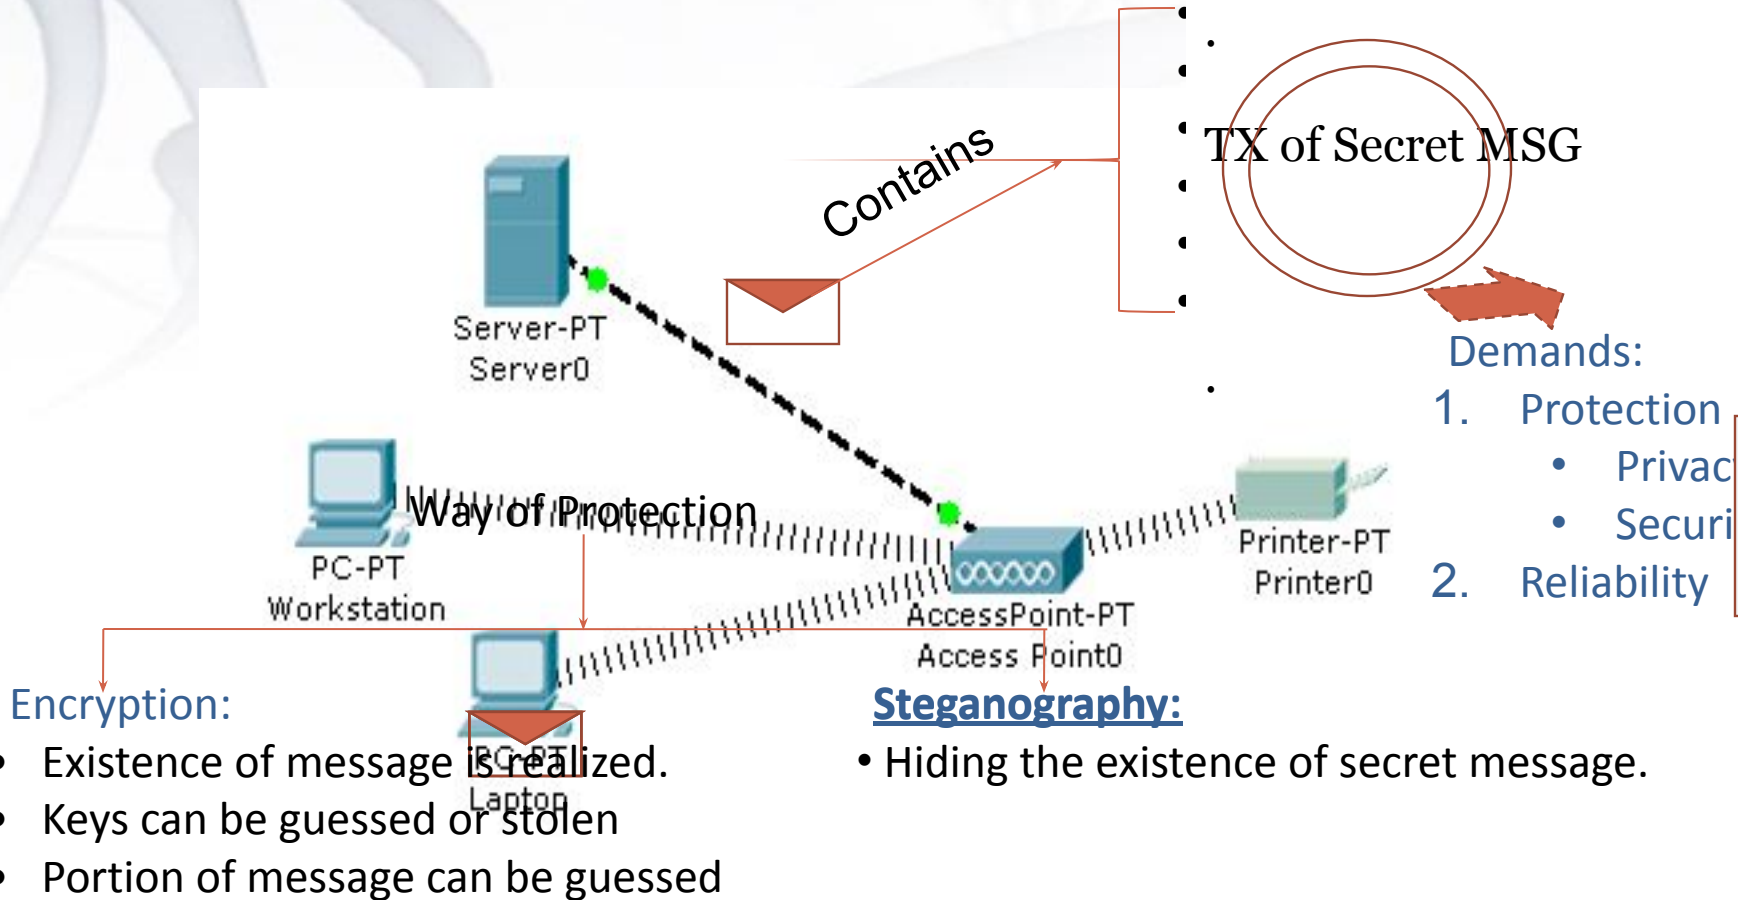 Contains
TX of Secret MSG
Server-PT
Server0
Demands:
1. Protection
• Privac
• Securi
2. Reliability
Way of Protection
PC-PT
Workstation
Printer-PT
Printer0
AccessPoint-PT
Access Point0
Encryption:
• Existence of message is realized.
• Keys can be guessed or stolen
• Portion of message can be guessed
PC-PT
Laptop
Steganography:
• Hiding the existence of secret message.